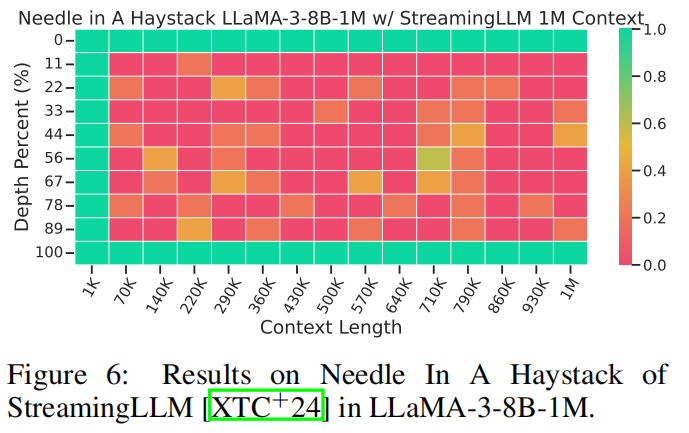 Needle in A Haystack LLaMA-3-8B-1M w/ StreamingLLM 1M Context
Depth Percent (%)
0
11
22
33
44
56
67
78
89
100
1K
70K
140K
220K
290K
360K
430K
500K
570K
640K
710K
790K
860K
930K
1M
Context Length
1.0
0.8
0.6
0.4
0.2
0.0
Figure 6: Results on Needle In A Haystack of
StreamingLLM [XTC+24] in LLaMA-3-8B-1M.